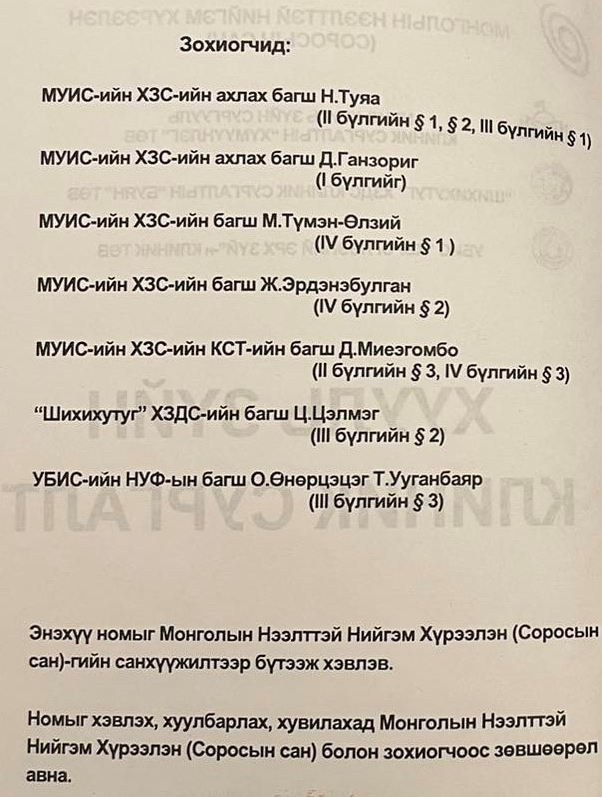 Зохиогчид:
МУИС-ийн ХЗС-ийн ахлах багш Н.Туяа
(II бүлгийн § 1, § 2, III бүлгийн § 1)
МУИС-ийн ХЗС-ийн ахлах багш Д.Ганзориг
(I бүлгийг)
МУИС-ийн ХЗС-ийн багш М.Түмэн-Өлзий
(IV бүлгийн § 1 )
МУИС-ийн ХЗС-ийн багш Ж.Эрдэнэбулган
(IV бүлгийн § 2)
МУИС-ийн ХЗС-ийн КСТ-ийн багш Д.Миеэгомбо
(II бүлгийн § 3, IV бүлгийн § 3)
“Шихихутуг” ХЗДС-ийн багш Ц.Цэлмэг
(III бүлгийн § 2)
УБИС-ийн НУФ-ын багш О.Өнөрцэцэг Т.Ууганбаяр
(III бүлгийн § 3)
Энэхүү номыг Монголын Нээлттэй Нийгэм Хүрээлэн (Соросын
сан)-гийн санхүүжилтээр бүтээж хэвлэв.
Номыг хэвлэх, хуулбарлах, хувилахад Монголын Нээлттэй
Нийгэм Хүрээлэн (Соросын сан) болон зохиогчоос зөвшөөрөл
авна.